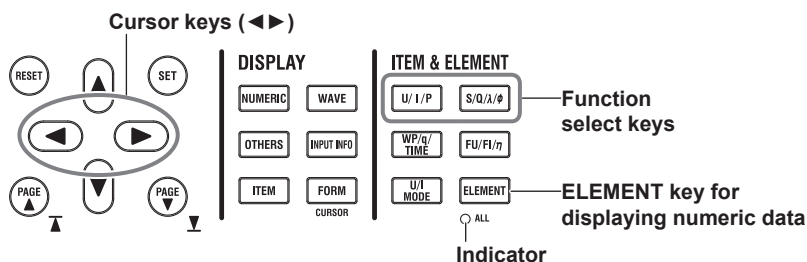 Cursor keys (◄►)
DISPLAY
ITEM & ELEMENT
RESET
SET
NUMERIC
WAVE
U/ I /P
S/Q/λ/ϕ
Function
select keys
OTHERS
INPUT INFO
WP/q/
TIME
FU/FI/η
ITEM
FORM
CURSOR
U/I
MODE
ELEMENT
ELEMENT key for
displaying numeric data
PAGE
PAGE
ALL
Indicator